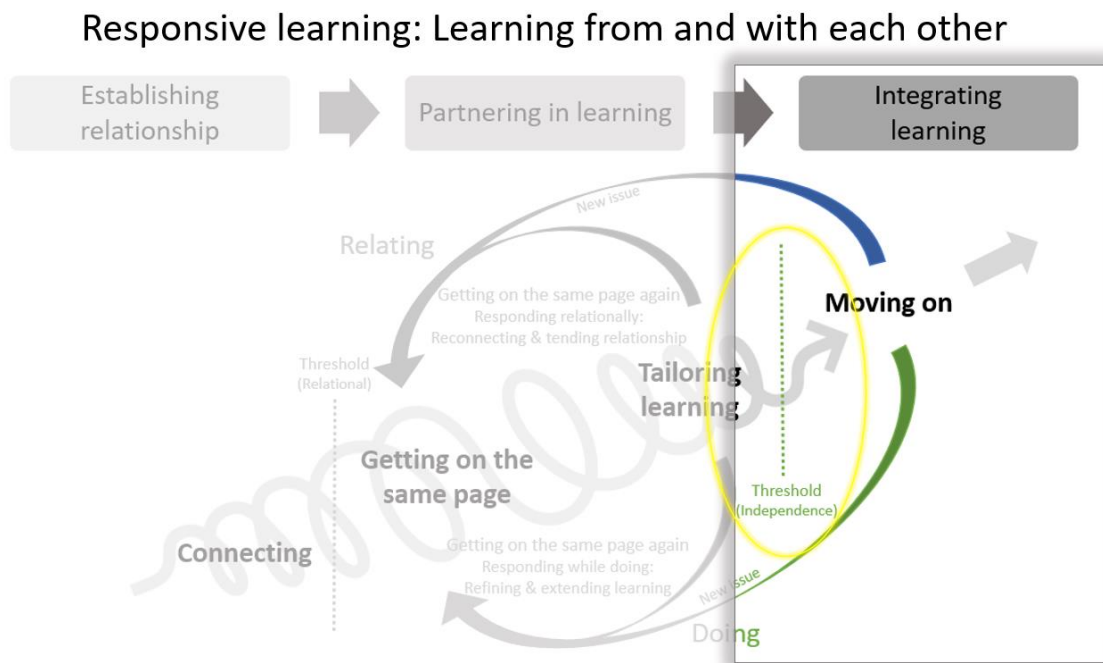 Responsive learning: Learning from and with each other
Establishing
relationship
Partnering in learning
Integrating
learning
New issue
Relating
Getting on the same page again
Responding relationally:
Reconnecting & tending relationship
Moving on
Threshold
(Relational)
Tailoring
learning
Getting on the
same page
Threshold
(Independence)
Connecting
Getting on the same page again
Responding while doing:
Refining & extending learning
New issue
Doing